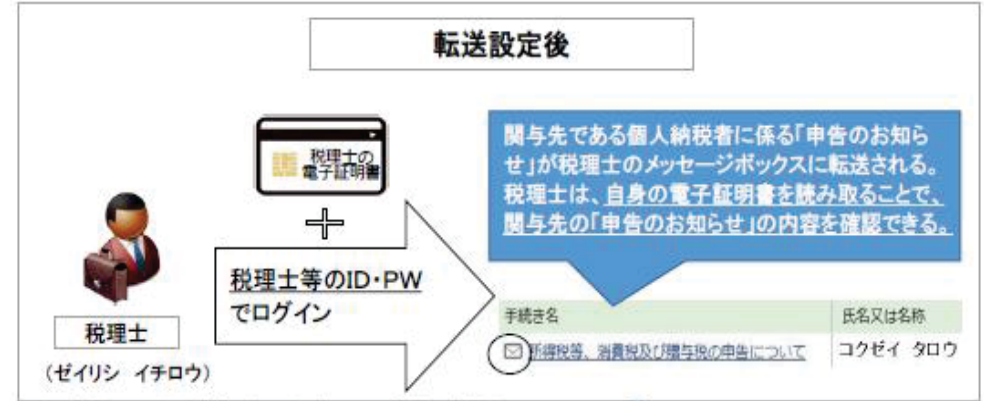 転送設定後
税理士の
電子証明書
関与先である個人納税者に係る「申告のお知ら
せ」が税理士のメッセージボックスに転送される。
税理士は、自身の電子証明書を読み取ることで、
関与先の「申告のお知らせ」の内容を確認できる。
税理士等のID・PW
でログイン
税理士
（ゼイリシ　イチロウ）
手続き名　氏名又は名称
所得税等、消費税及び贈与税の申告について　コクゼイ　タロウ